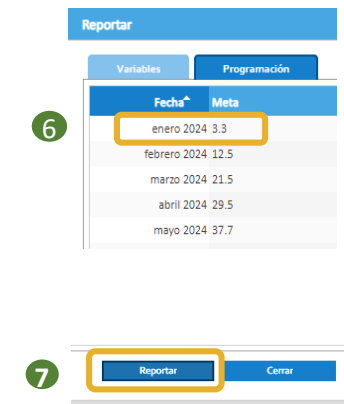 Reportar
Variables Programación
Fecha Meta
6
enero 2024 3.3
febrero 2024 12.5
marzo 2024 21.5
abril 2024 29.5
mayo 2024 37.7
7
Reportar Cerrar